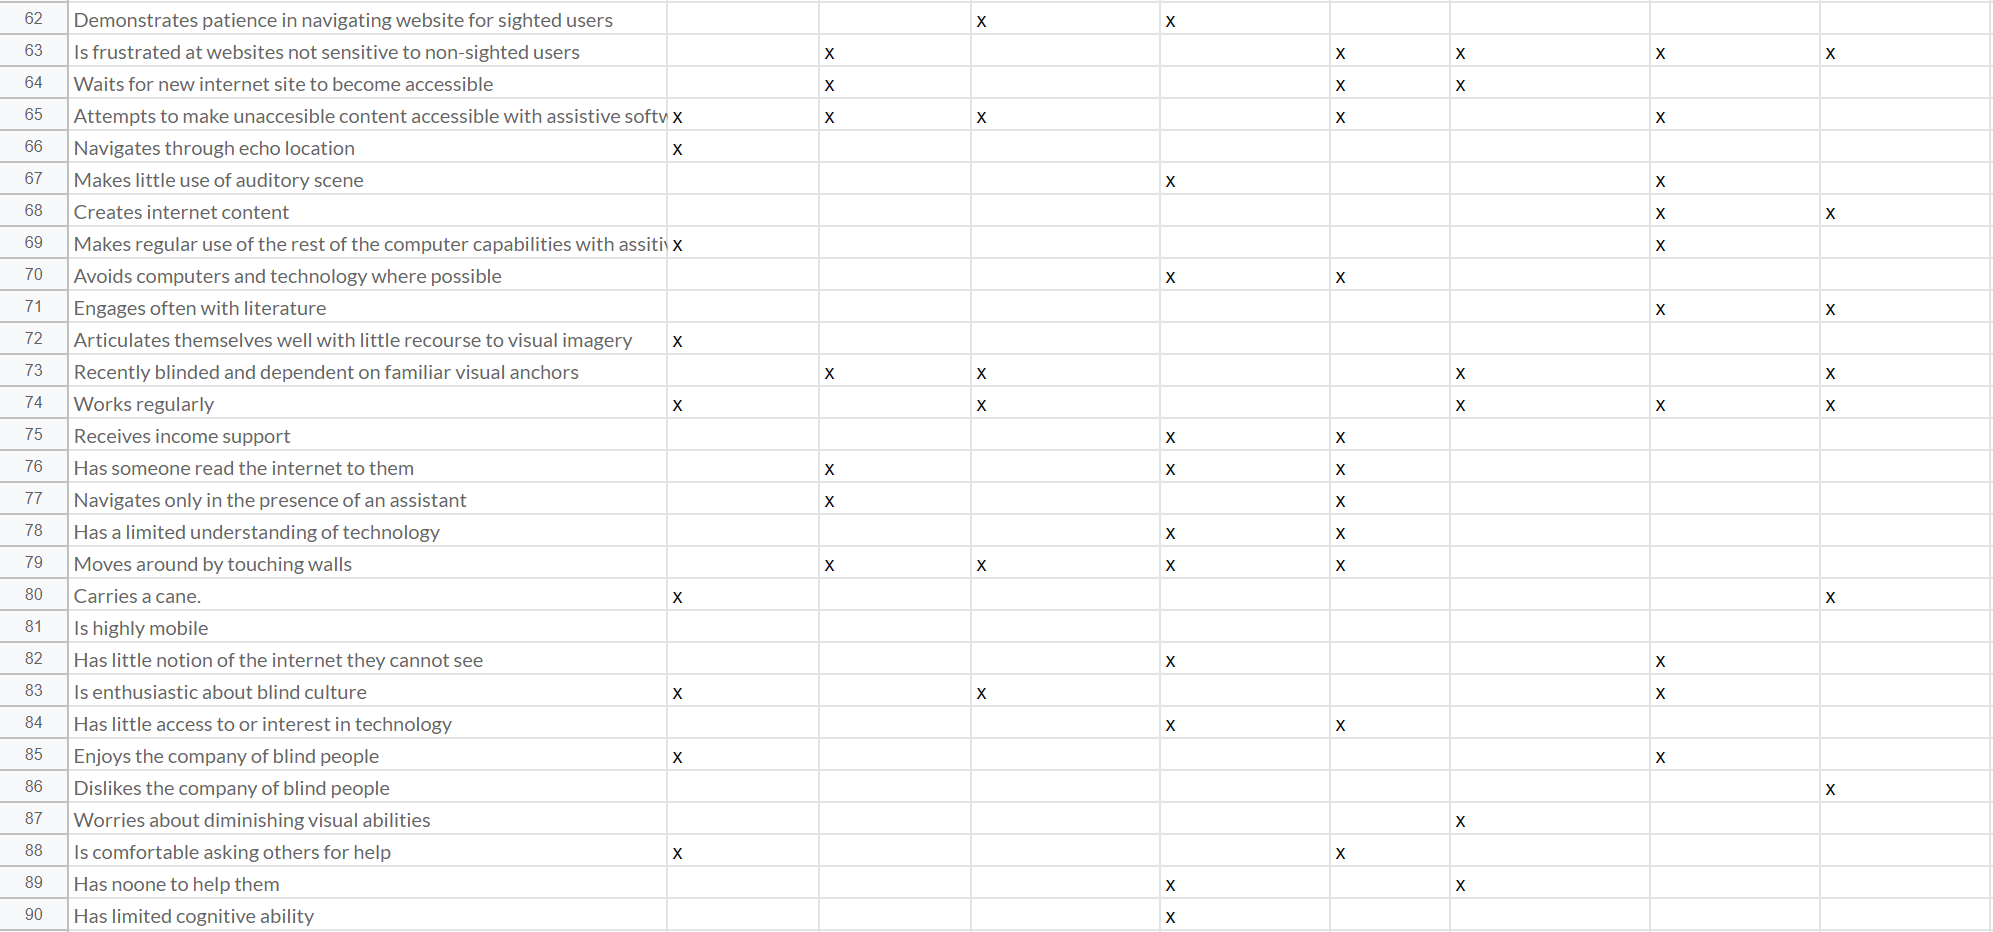 62 Demonstrates patience in navigating website for sighted users x x
63 Is frustrated at websites not sensitive to non-sighted users x x x x x
64 Waits for new internet site to become accessible x x x
65 Attempts to make unaccesible content accessible with assistive softw x x x x x
66 Navigates through echo location x
67 Makes little use of auditory scene x x
68 Creates internet content x x
69 Makes regular use of the rest of the computer capabilities with assitiv x x
70 Avoids computers and technology where possible x x
71 Engages often with literature x x
72 Articulates themselves well with little recourse to visual imagery x
73 Recently blinded and dependent on familiar visual anchors x x x x
74 Works regularly x x x x x
75 Receives income support x x
76 Has someone read the internet to them x x x
77 Navigates only in the presence of an assistant x x
78 Has a limited understanding of technology x x
79 Moves around by touching walls x x x x
80 Carries a cane. x x
81 Is highly mobile
82 Has little notion of the internet they cannot see x x
83 Is enthusiastic about blind culture x x x
84 Has little access to or interest in technology x x
85 Enjoys the company of blind people x x
86 Dislikes the company of blind people x
87 Worries about diminishing visual abilities x
88 Is comfortable asking others for help x x
89 Has noone to help them x x
90 Has limited cognitive ability x